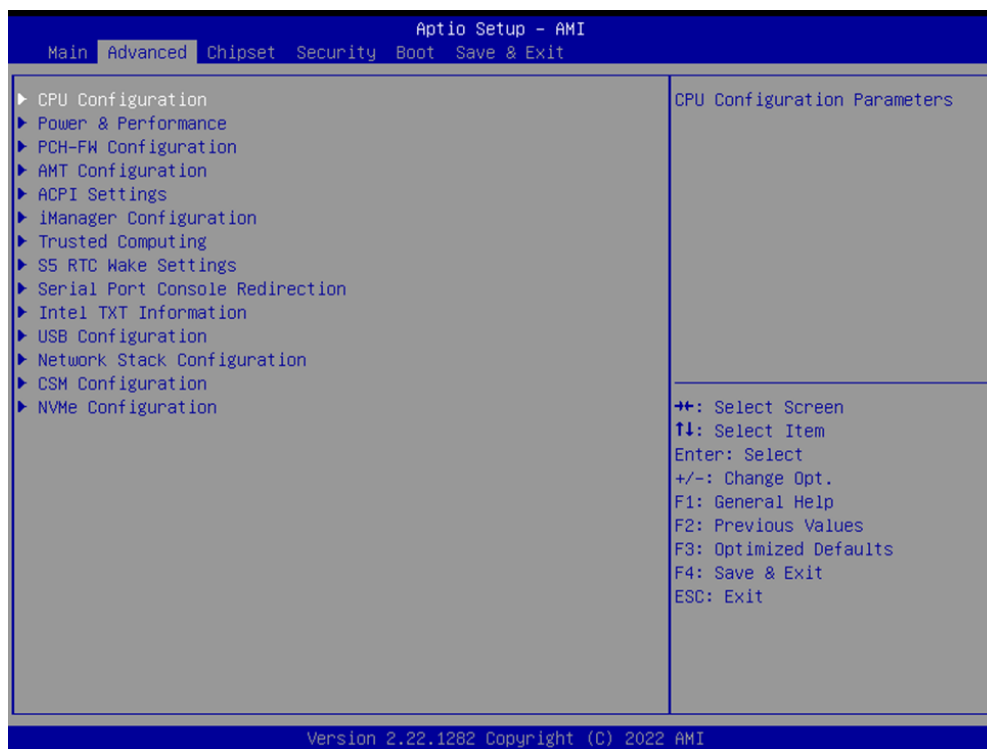 Aptio Setup – AMI
Main Advanced Chipset Security Boot Save & Exit
▶ CPU Configuration
▶ Power & Performance
▶ PCH-FW Configuration
▶ AMT Configuration
▶ ACPI Settings
▶ iManager Configuration
▶ Trusted Computing
▶ S5 RTC Wake Settings
▶ Serial Port Console Redirection
▶ Intel TXT Information
▶ USB Configuration
▶ Network Stack Configuration
▶ CSM Configuration
▶ NVMe Configuration
CPU Configuration Parameters
→←: Select Screen
↑↓: Select Item
Enter: Select
+/-: Change Opt.
F1: General Help
F2: Previous Values
F3: Optimized Defaults
F4: Save & Exit
ESC: Exit
Version 2.22.1282 Copyright (C) 2022 AMI